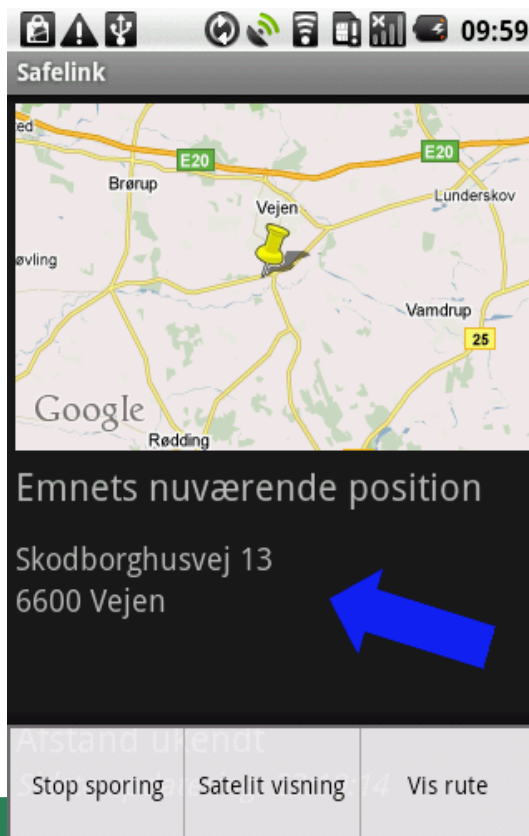 09:59
Safelink
E20
E20
Brørup
Vejen
Lunderskov
øvling
Vamdrup
25
Google
Rødding
Emnets nuværende position
Skodborghusvej 13
6600 Vejen
Afstand ukendt
Stop sporing Satelit visning Vis rute